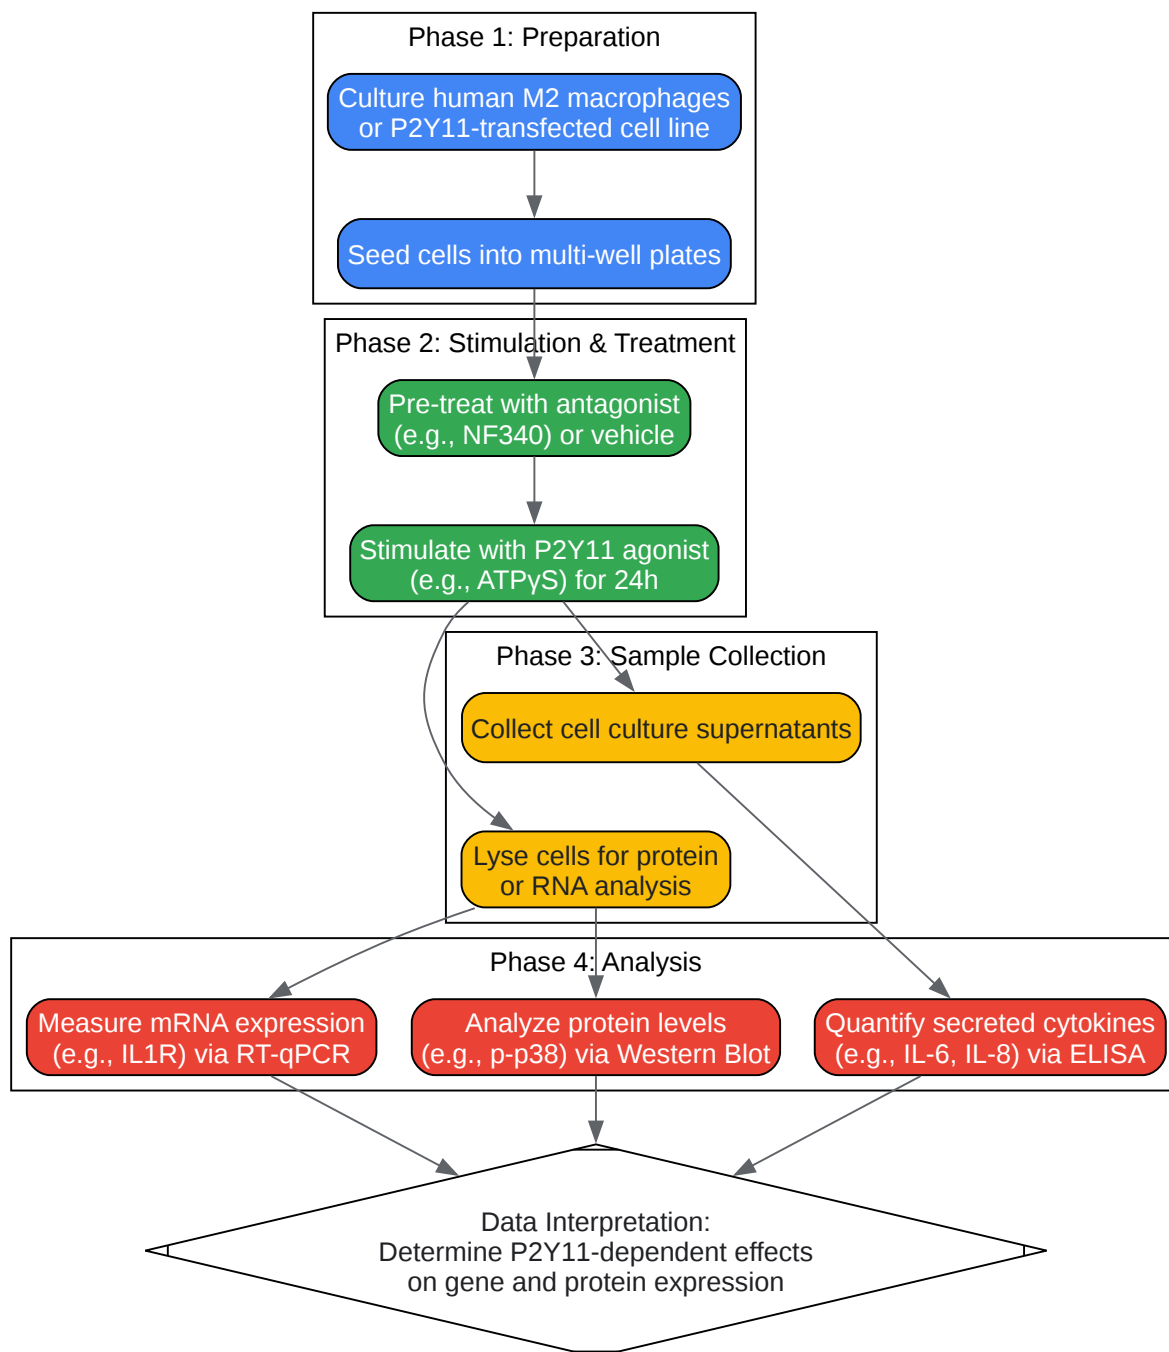 Phase 1: Preparation
Culture human M2 macrophages
or P2Y11-transfected cell line
Seed cells into multi-well plates
Phase 2: Stimulation & Treatment
Pre-treat with antagonist
(e.g., NF340) or vehicle
Stimulate with P2Y11 agonist
(e.g., ATPγS) for 24h
Phase 3: Sample Collection
Collect cell culture supernatants
Lyse cells for protein
or RNA analysis
Phase 4: Analysis
Measure mRNA expression
(e.g., IL1R) via RT-qPCR
Analyze protein levels
(e.g., p-p38) via Western Blot
Quantify secreted cytokines
(e.g., IL-6, IL-8) via ELISA
Data Interpretation:
Determine P2Y11-dependent effects
on gene and protein expression